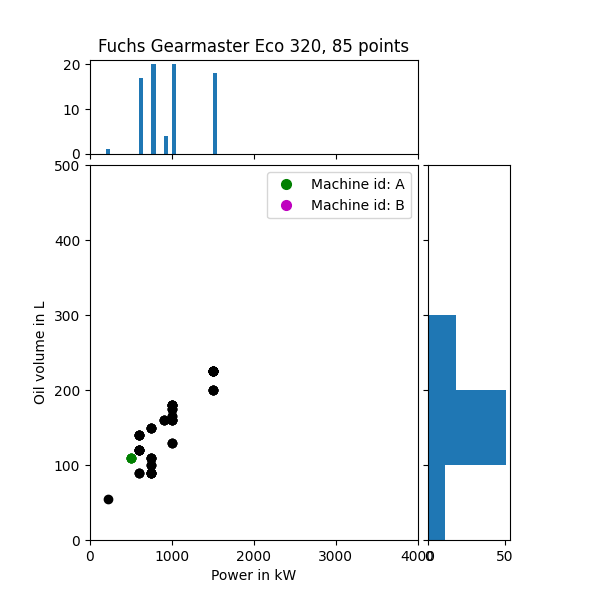 Fuchs Gearmaster Eco 320, 85 points
20
10
0
500
400
300
200
100
0
Oil volume in L
Machine id: A
Machine id: B
0 1000 2000 3000 4000
0 50
Power in kW